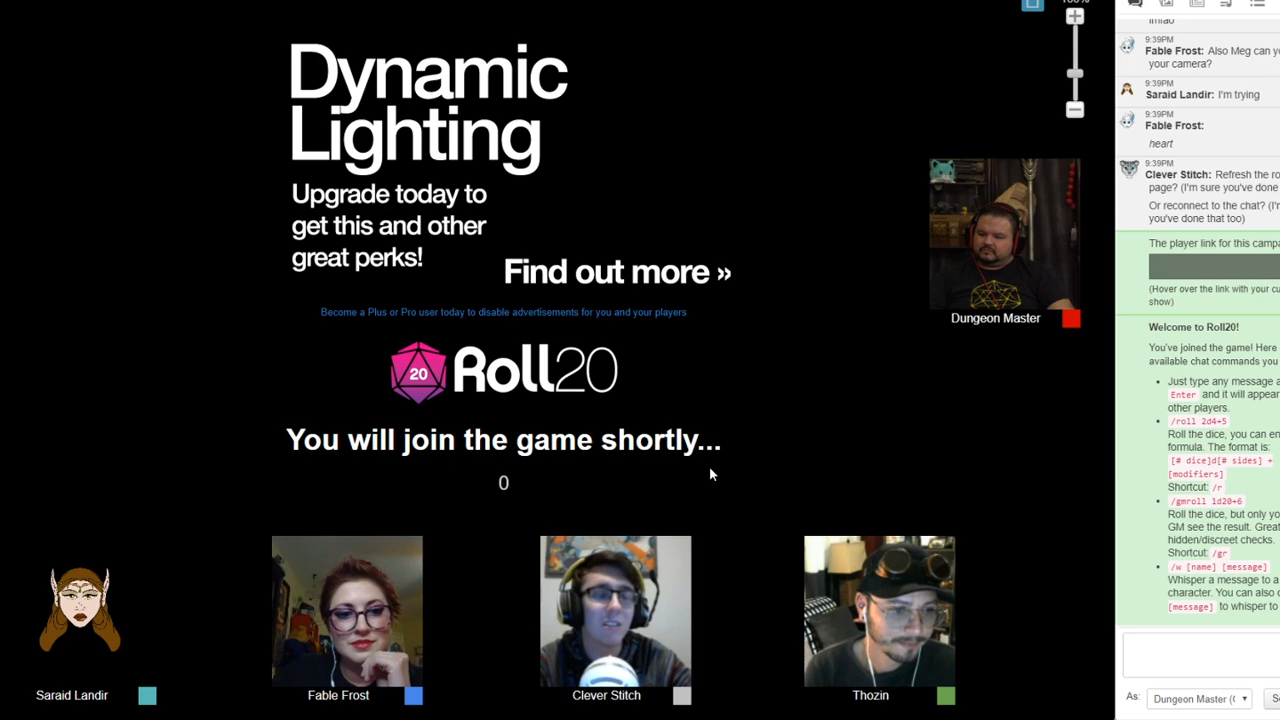 Dynamic
Lighting
Upgrade today to
get this and other
great perks!
Find out more »
Become a Plus or Pro user today to disable advertisements for you and your players
20
Roll20
You will join the game shortly...
0
Dungeon Master
Saraid Landir
Fable Frost
Clever Stitch
Thozin
9:39PM
Fable Frost: Also Meg can
your camera?
9:39PM
Saraid Landir: I'm trying
9:39PM
Fable Frost:
heart
9:39PM
Clever Stitch: Refresh the
page? (I'm sure you've done
Or reconnect to the chat?
you've done that too)
The player link for this
(Hover over the link with your
show)
Welcome to Roll20!
You've joined the game! Here
available chat commands you
Just type any message
Enter and it will appear
other players.
/roll 2d4+5
Roll the dice, you can
formula. The format is:
[# dice]d[# sides] +
[modifiers]
Shortcut: /r
/gmroll 1d20+6
Roll the dice, but only
GM see the result.
hidden/discreet checks.
Shortcut: /gr
/w [name] [message]
Whisper a message to a
character. You can also
[message] to whisper to
As:
Dungeon Master (